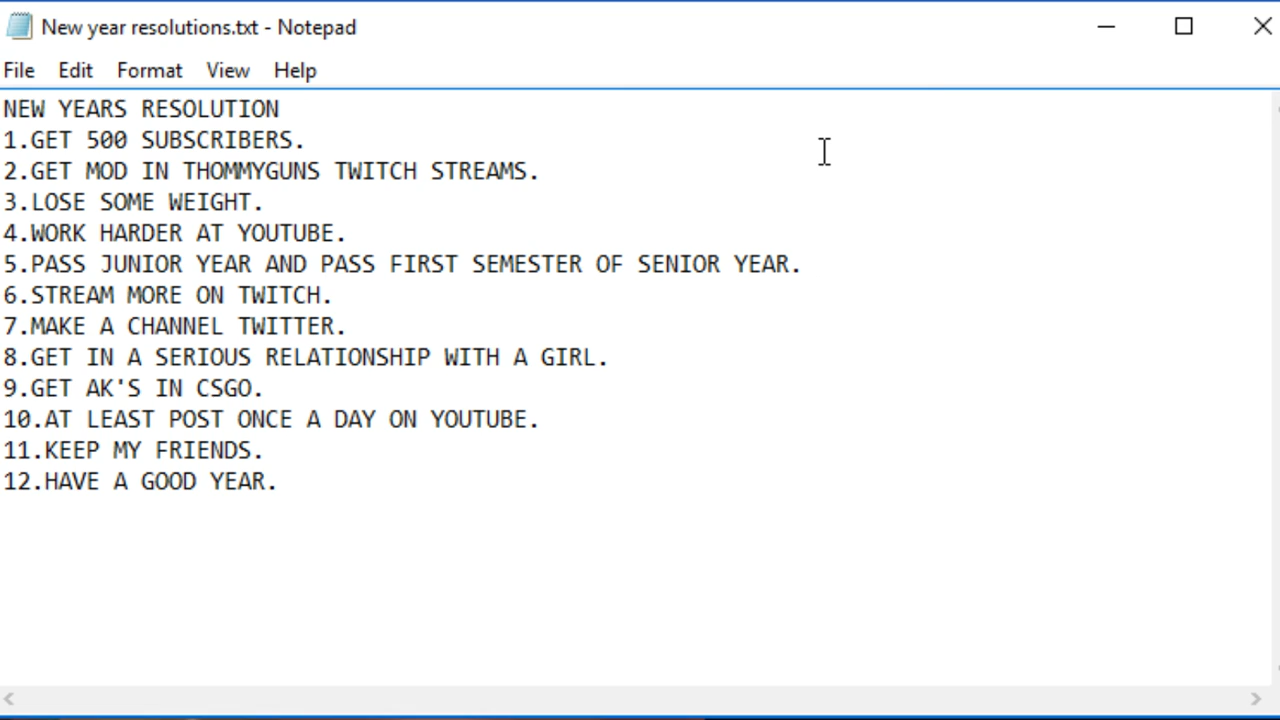 New year resolutions.txt - Notepad
File Edit Format View Help
NEW YEARS RESOLUTION
1.GET 500 SUBSCRIBERS.
2.GET MOD IN THOMMYGUNS TWITCH STREAMS.
3.LOSE SOME WEIGHT.
4.WORK HARDER AT YOUTUBE.
5.PASS JUNIOR YEAR AND PASS FIRST SEMESTER OF SENIOR YEAR.
6.STREAM MORE ON TWITCH.
7.MAKE A CHANNEL TWITTER.
8.GET IN A SERIOUS RELATIONSHIP WITH A GIRL.
9.GET AK'S IN CSGO.
10.AT LEAST POST ONCE A DAY ON YOUTUBE.
11.KEEP MY FRIENDS.
12.HAVE A GOOD YEAR.